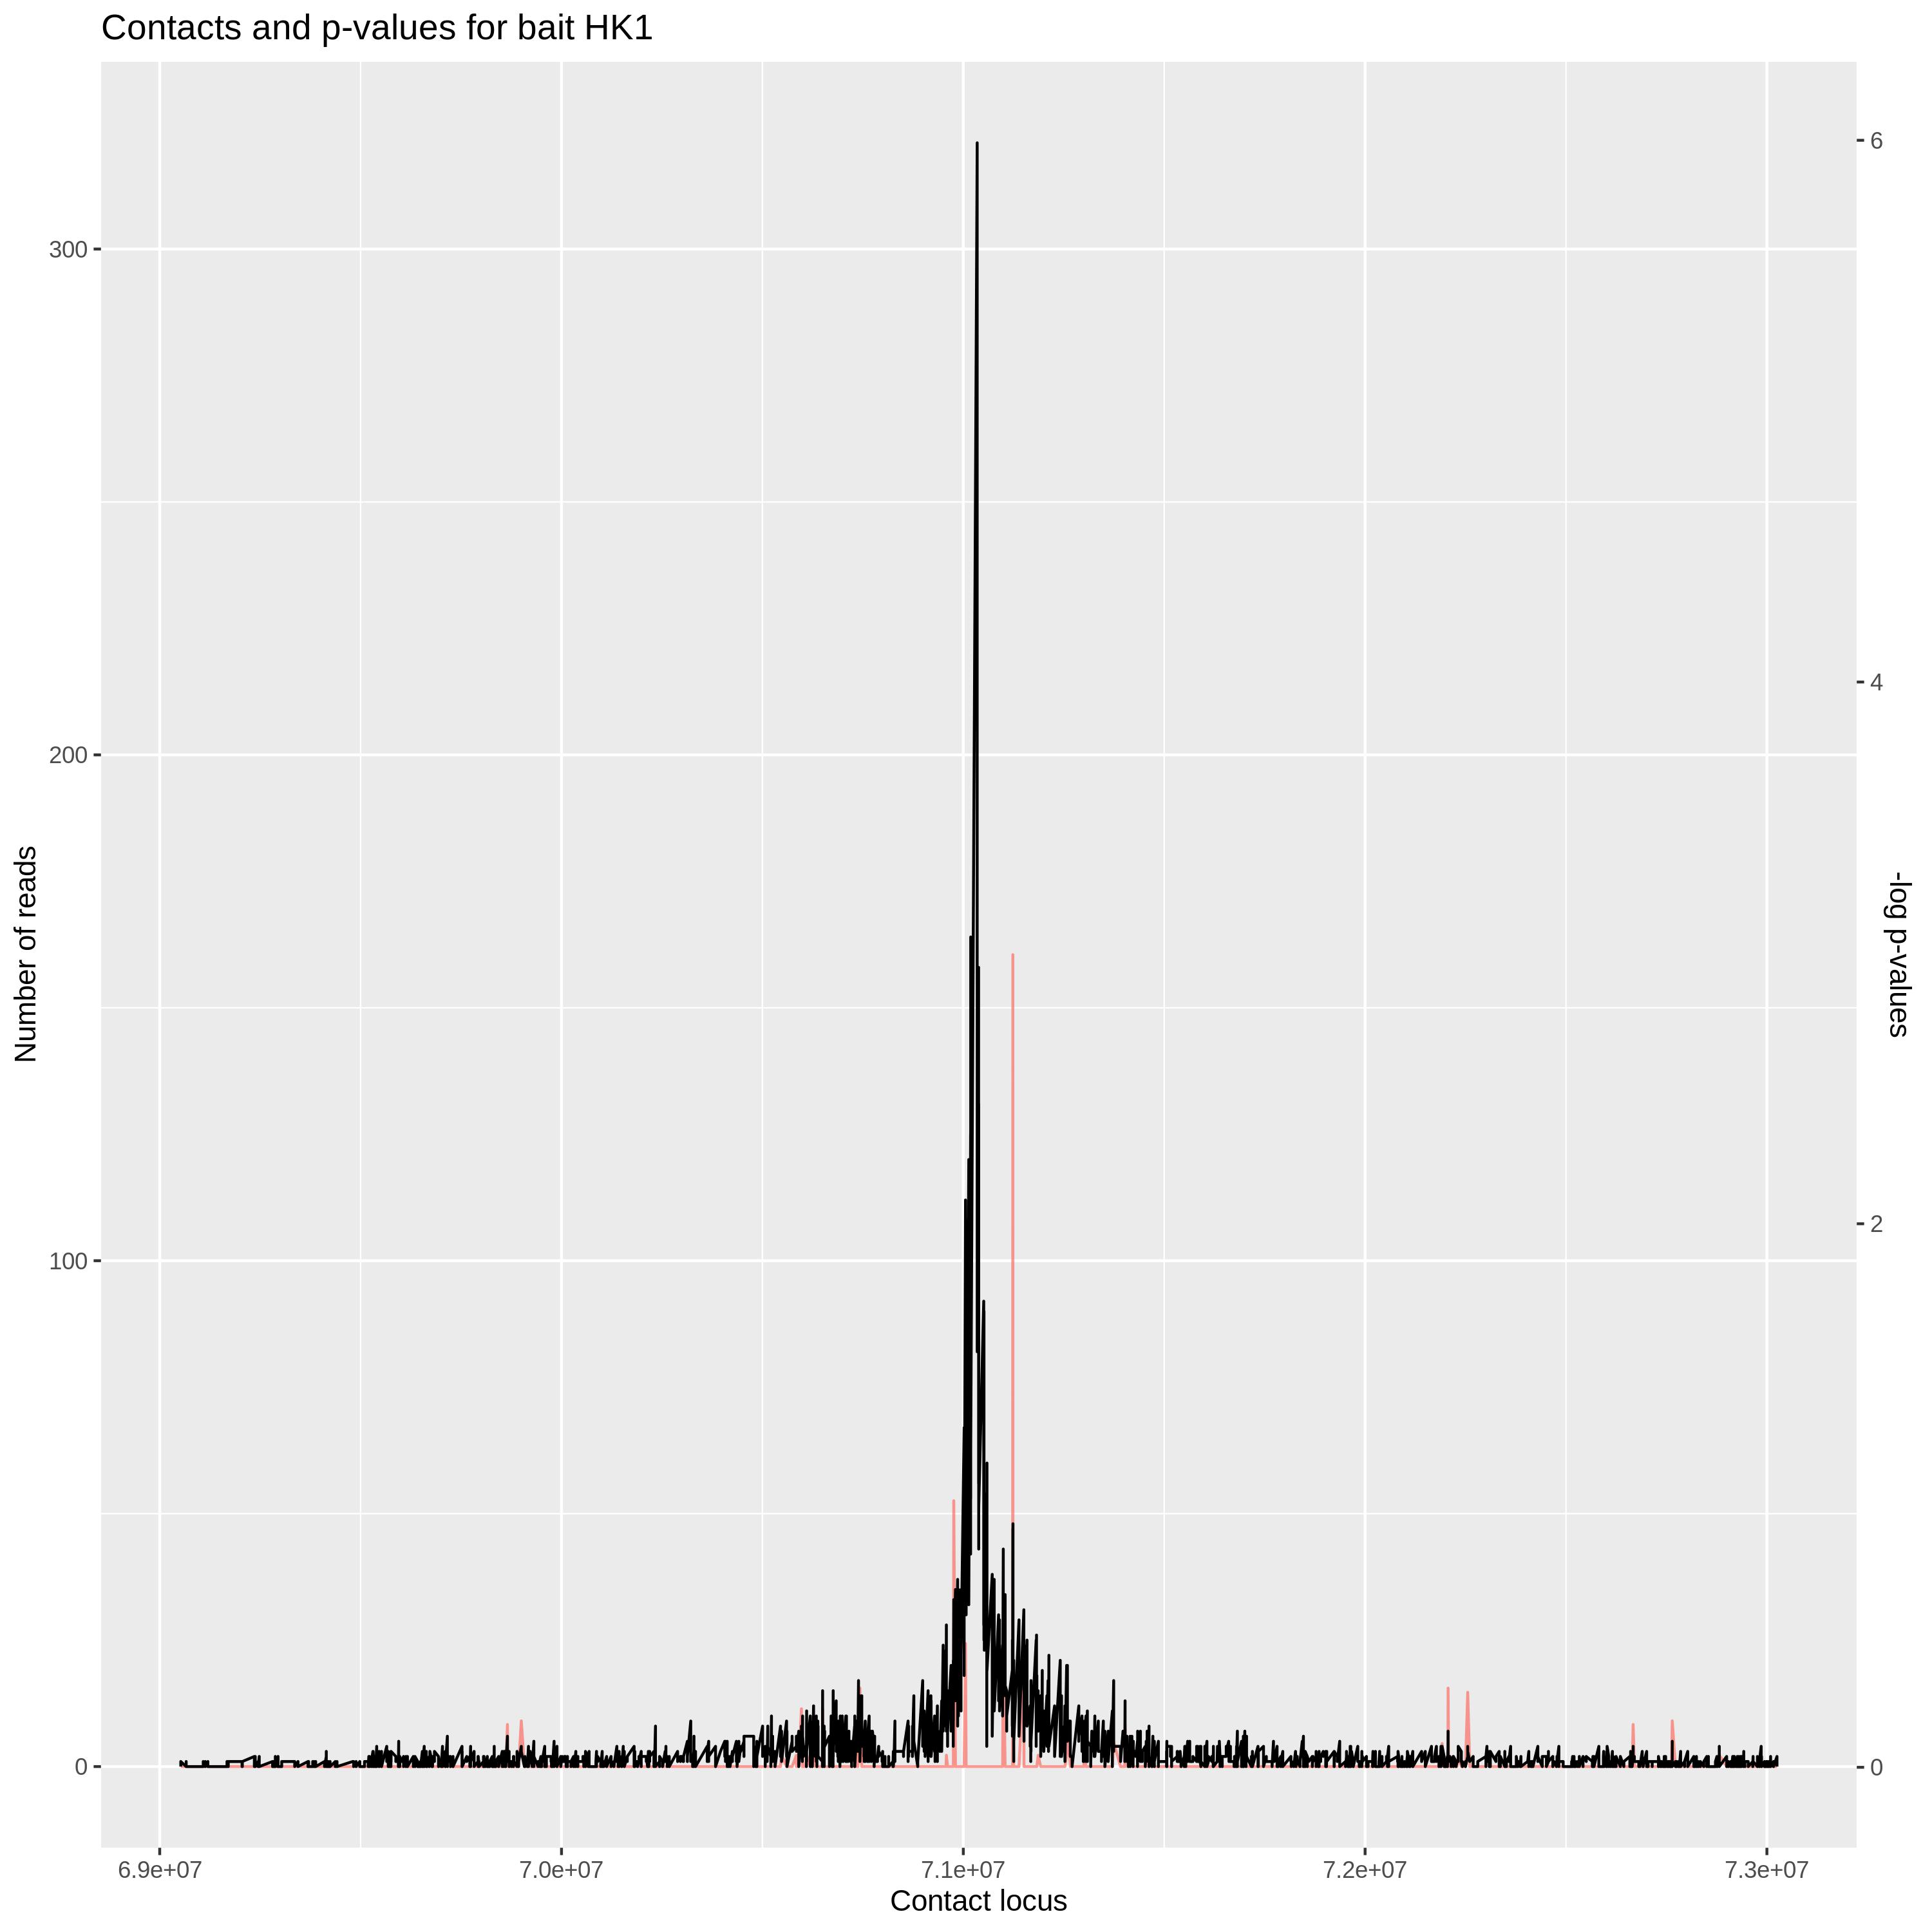 Contacts and p-values for bait HK1
Number of reads
300
200
100
0
6
4
2
0
-log p-values
6.9e+07 7.0e+07 7.1e+07 7.2e+07 7.3e+07
Contact locus